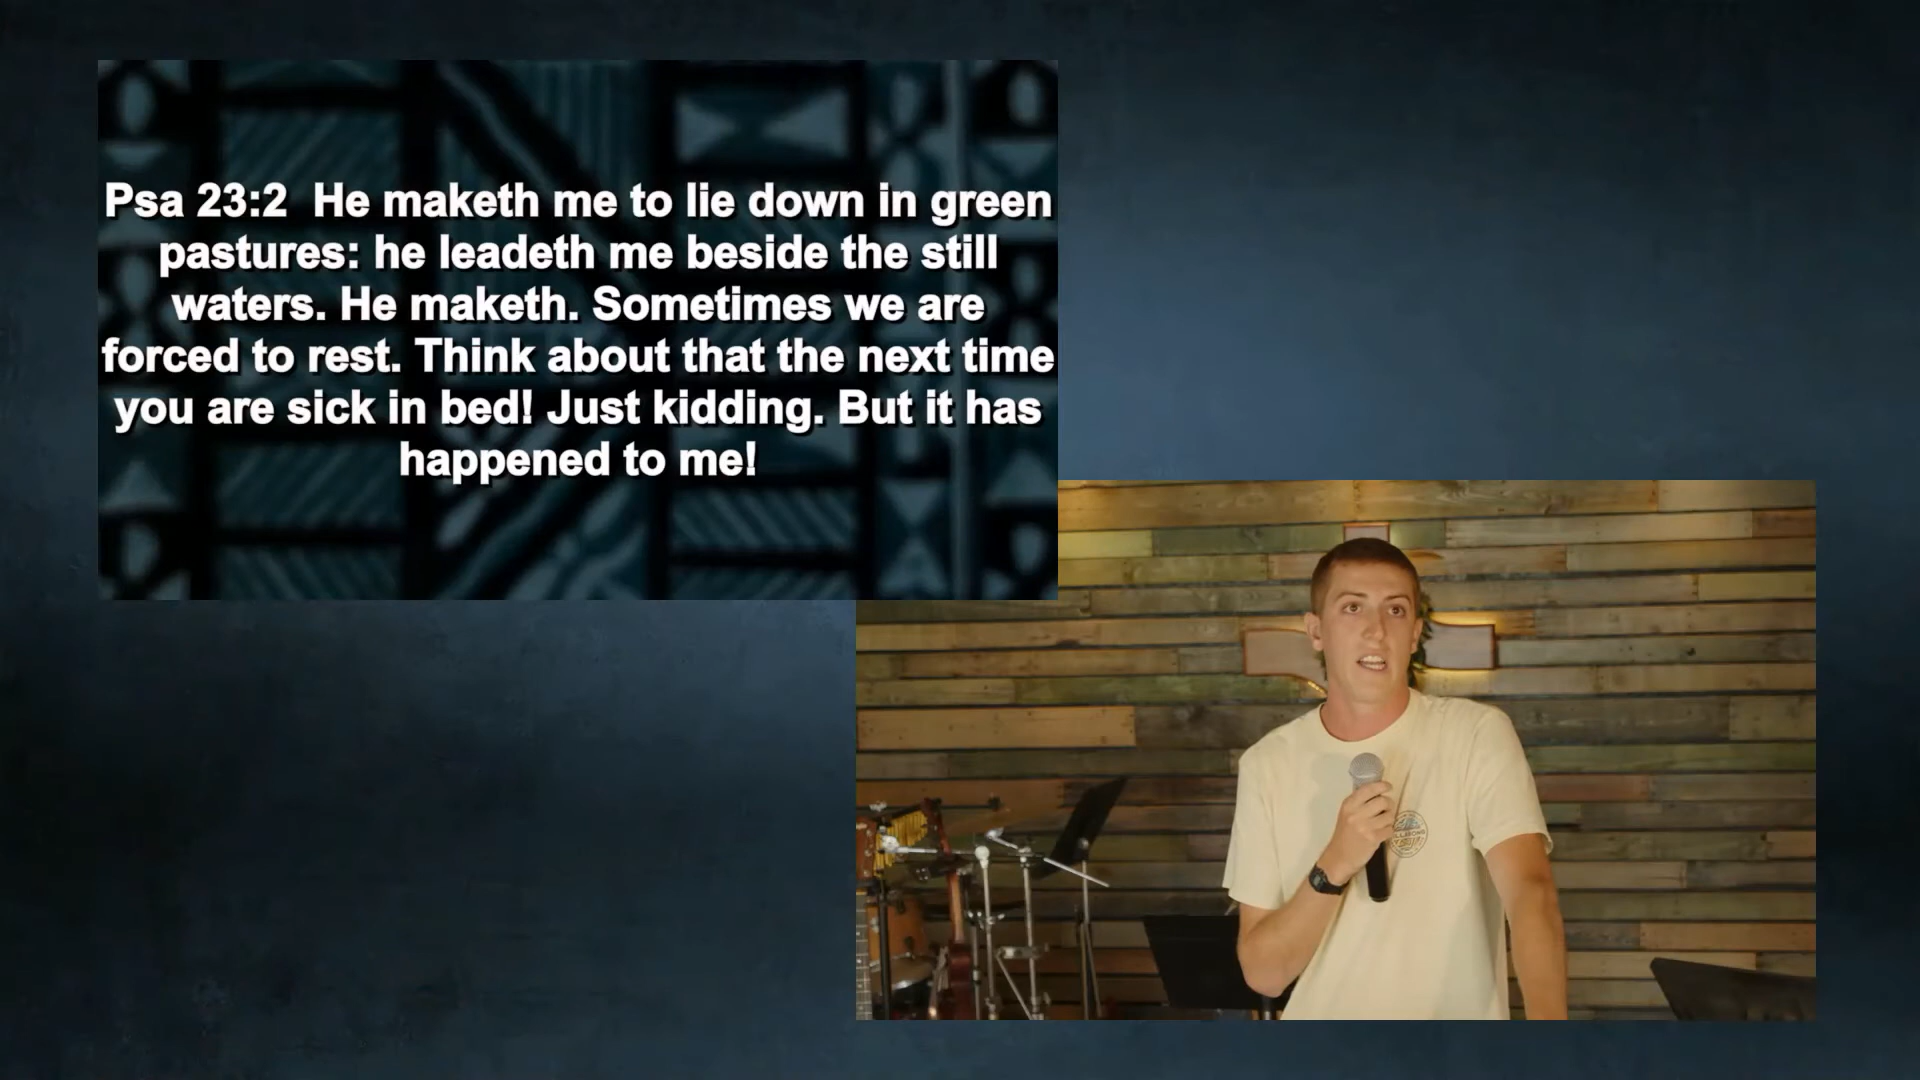 Psa 23:2  He maketh me to lie down in green
pastures: he leadeth me beside the still
waters. He maketh. Sometimes we are
forced to rest. Think about that the next time
you are sick in bed! Just kidding. But it has
happened to me!